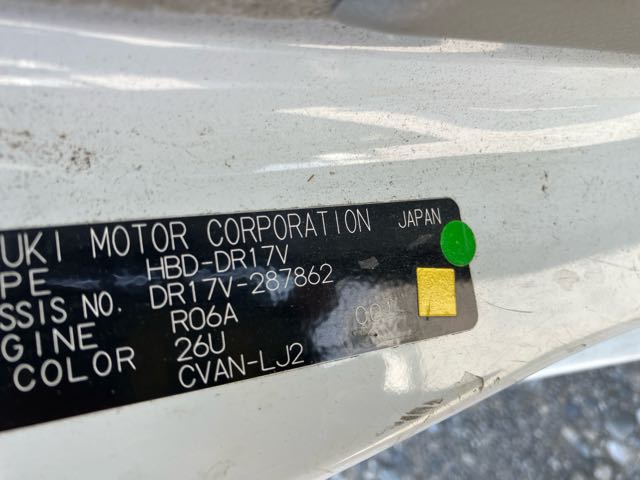 UKI MOTOR CORPORATION JAPAN
PE HBD-DR17V
SSIS NO. DR17V-287862
GINE R06A
COLOR 26U
CVAN-LJ2